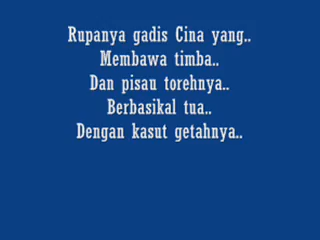 Rupanya gadis Cina yang..
Membawa timba..
Dan pisau torehnya..
Berbasikal tua..
Dengan kasut getahnya..